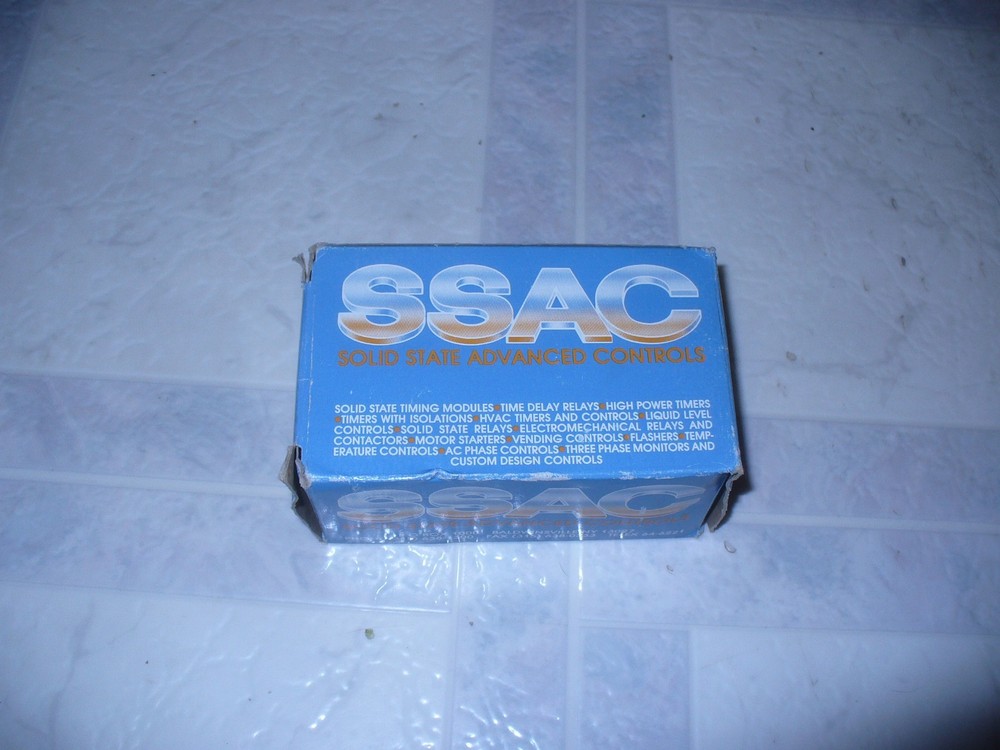 SSAC
SOLID STATE ADVANCED CONTROLS
SOLID STATE TIMING MODULES•TIME DELAY RELAYS•HIGH POWER TIMERS
•TIMERS WITH ISOLATIONS•HVAC TIMERS AND CONTROLS•LIQUID LEVEL
CONTROLS•SOLID STATE RELAYS•ELECTROMECHANICAL RELAYS AND
CONTACTORS•MOTOR STARTERS•VENDING CONTROLS•FLASHERS•TEMP-
ERATURE CONTROLS•AC PHASE CONTROLS•THREE PHASE MONITORS AND
CUSTOM DESIGN CONTROLS
SSAC